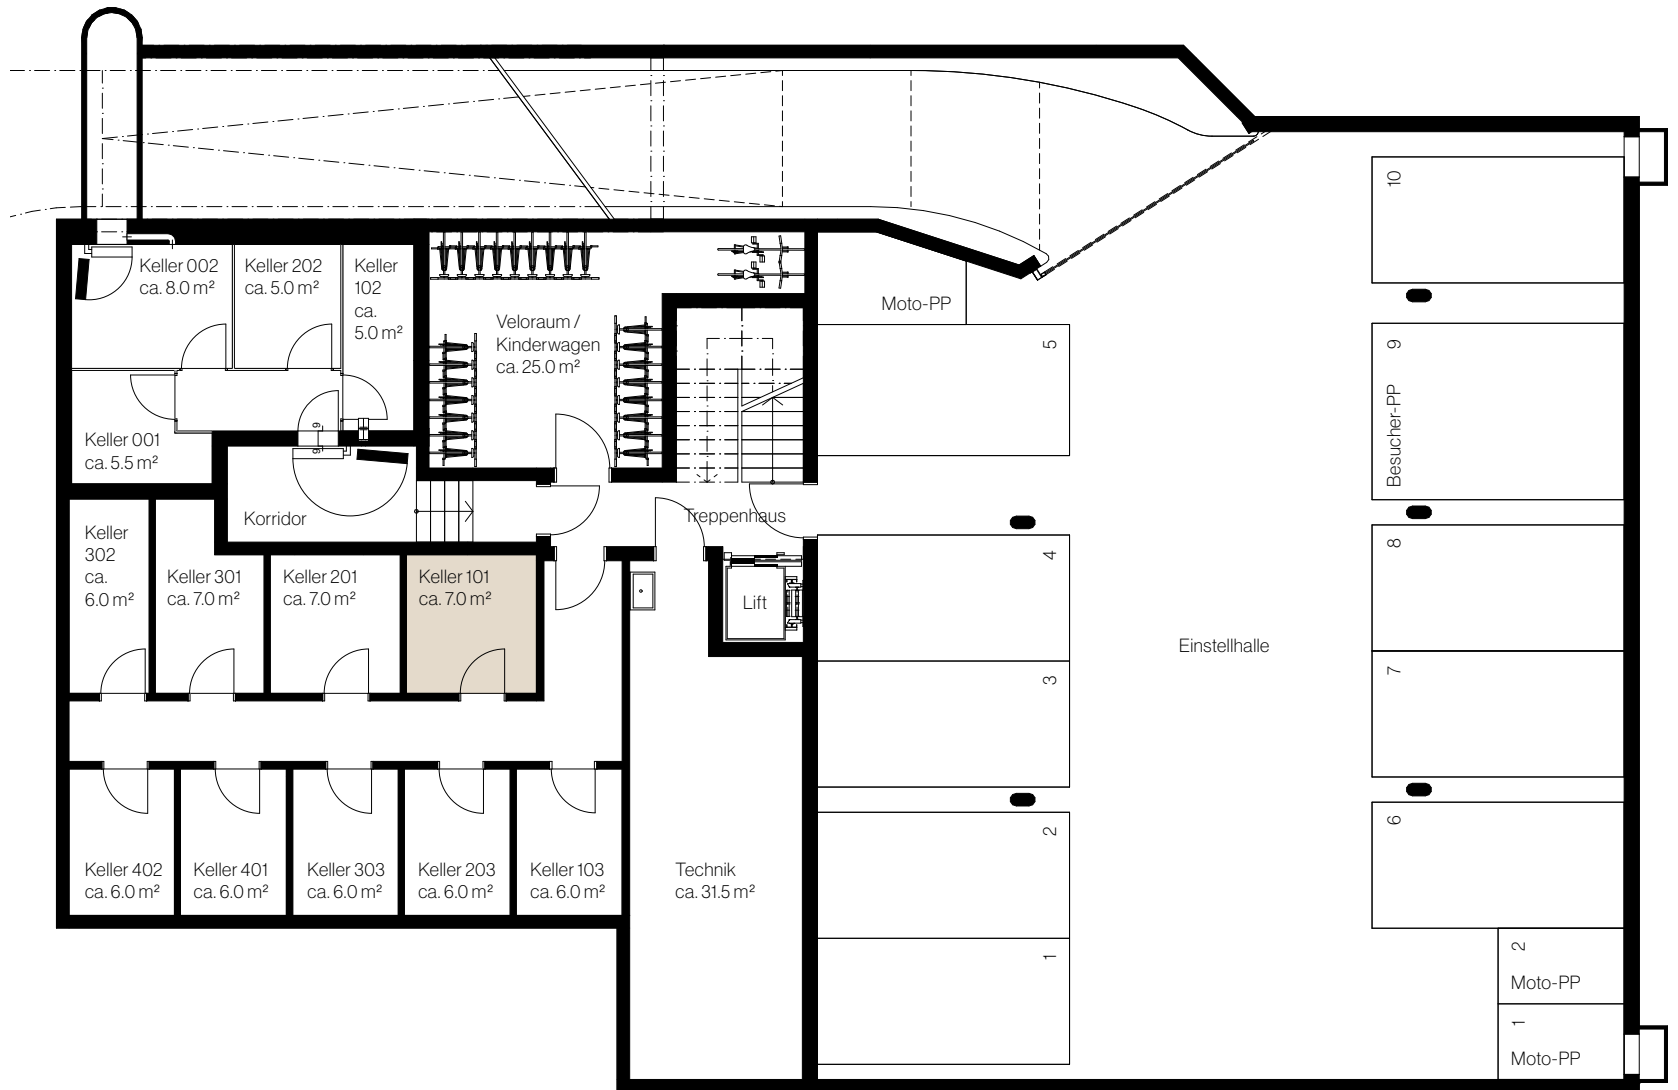 10
Keller 002
ca. 8.0 m²
Keller 202
ca. 5.0 m²
Keller
102
ca.
5.0 m²
Moto-PP
Veloraum /
Kinderwagen
ca. 25.0 m²
5
9
Besucher-PP
Keller 001
ca. 5.5 m²
9
9
Korridor
Treppenhaus
Keller
302
ca.
6.0 m²
Keller 301
ca. 7.0 m²
Keller 201
ca. 7.0 m²
Keller 101
ca. 7.0 m²
Lift
4
8
Einstellhalle
3
7
2
6
Keller 402
ca. 6.0 m²
Keller 401
ca. 6.0 m²
Keller 303
ca. 6.0 m²
Keller 203
ca. 6.0 m²
Keller 103
ca. 6.0 m²
Technik
ca. 31.5 m²
1
2
Moto-PP
1
Moto-PP